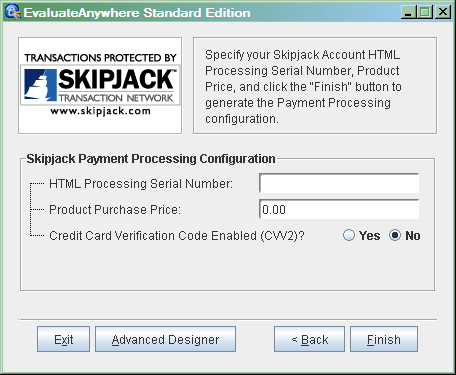 EvaluateAnywhere Standard Edition
TRANSACTIONS PROTECTED BY
SKIPJACK™
TRANSACTION NETWORK
www.skipjack.com
Specify your Skipjack Account HTML
Processing Serial Number, Product
Price, and click the "Finish" button to
generate the Payment Processing
configuration.
Skipjack Payment Processing Configuration
HTML Processing Serial Number:
Product Purchase Price: 0.00
Credit Card Verification Code Enabled (CVV2)? Yes No
Exit Advanced Designer < Back Finish